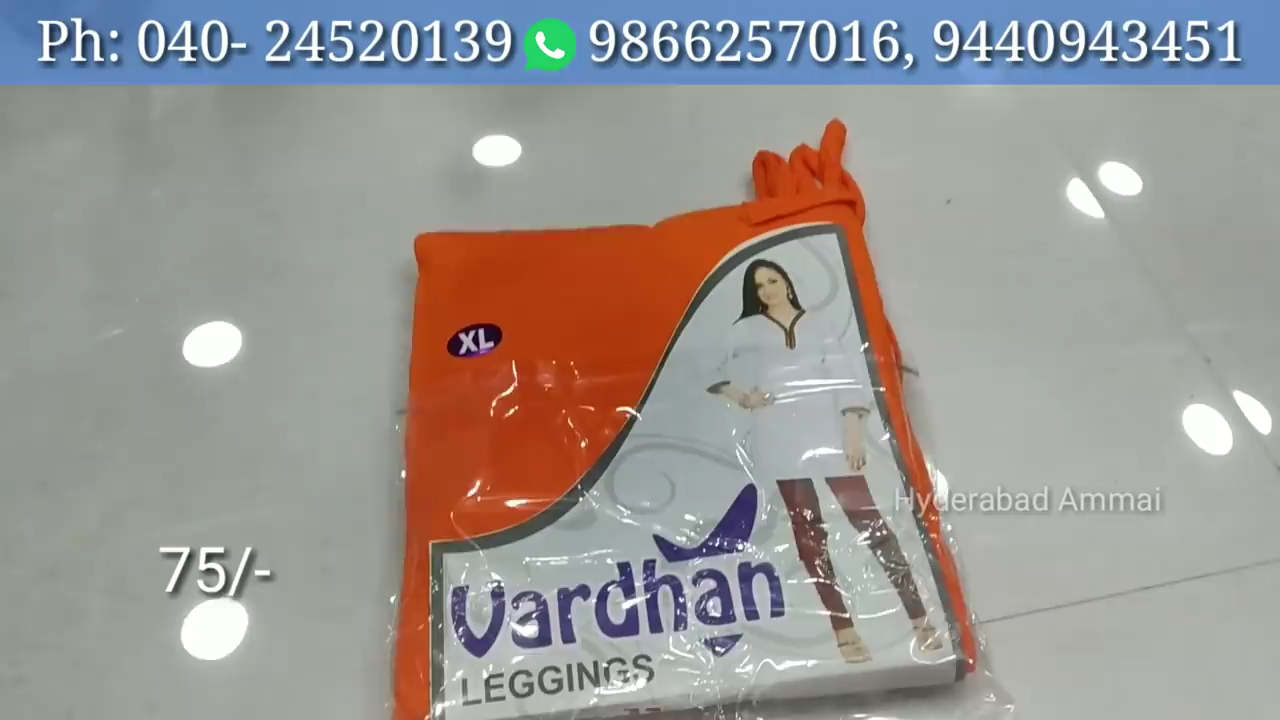 Ph: 040- 24520139 9866257016, 9440943451
XL
Hyderabad Ammai
75/-
Vardhan
LEGGINGS